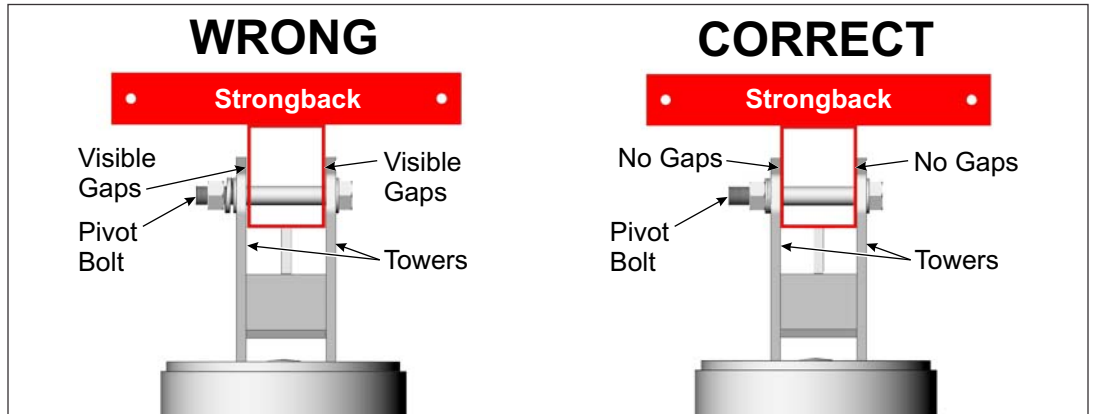 WRONG
Strongback
Visible
Gaps
Visible
Gaps
Pivot
Bolt
Towers
CORRECT
Strongback
No Gaps
No Gaps
Pivot
Bolt
Towers